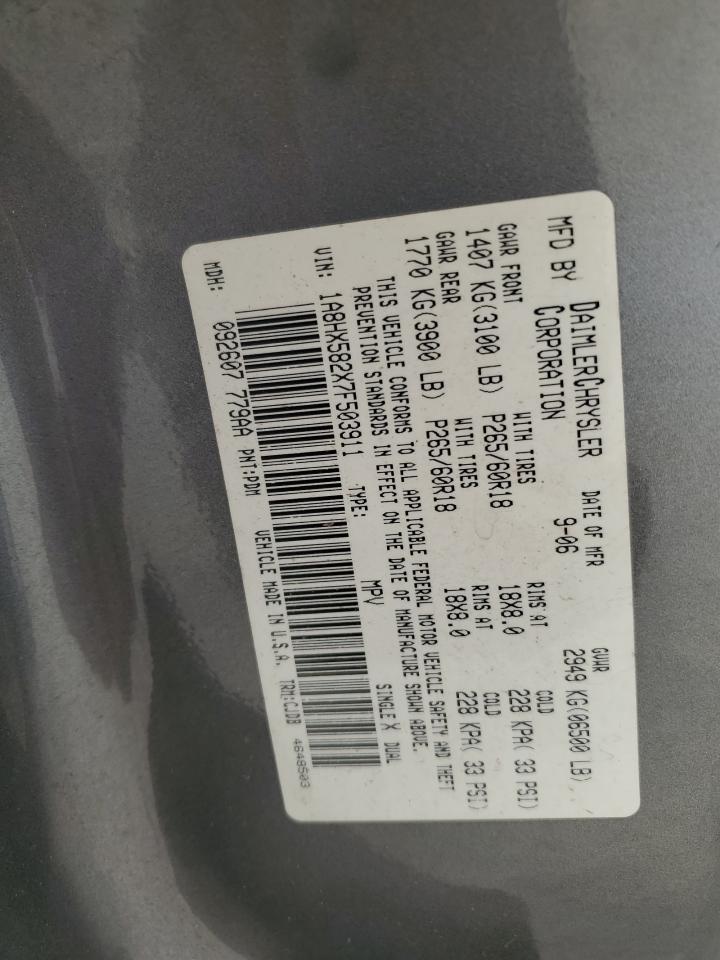 MFD BY DAIMLERCHRYSLER CORPORATION
DATE OF MFR 9-06
GVWR 2949 KG(06500 LB)
GAWR FRONT WITH TIRES RIMS AT COLD
1407 KG(3100 LB) P265/60R18 18X8.0 228 KPA( 33 PSI)
GAWR REAR WITH TIRES RIMS AT COLD
1770 KG(3900 LB) P265/60R18 18X8.0 228 KPA( 33 PSI)
THIS VEHICLE CONFORMS TO ALL APPLICABLE FEDERAL MOTOR VEHICLE SAFETY AND THEFT
PREVENTION STANDARDS IN EFFECT ON THE DATE OF MANUFACTURE SHOWN ABOVE.
VIN: 1A8HX582X7F503911 TYPE: MPV SINGLE X DUAL
MDH: 092607 779AA PNT:PDM VEHICLE MADE IN U.S.A. TRM:CJDB 4648503